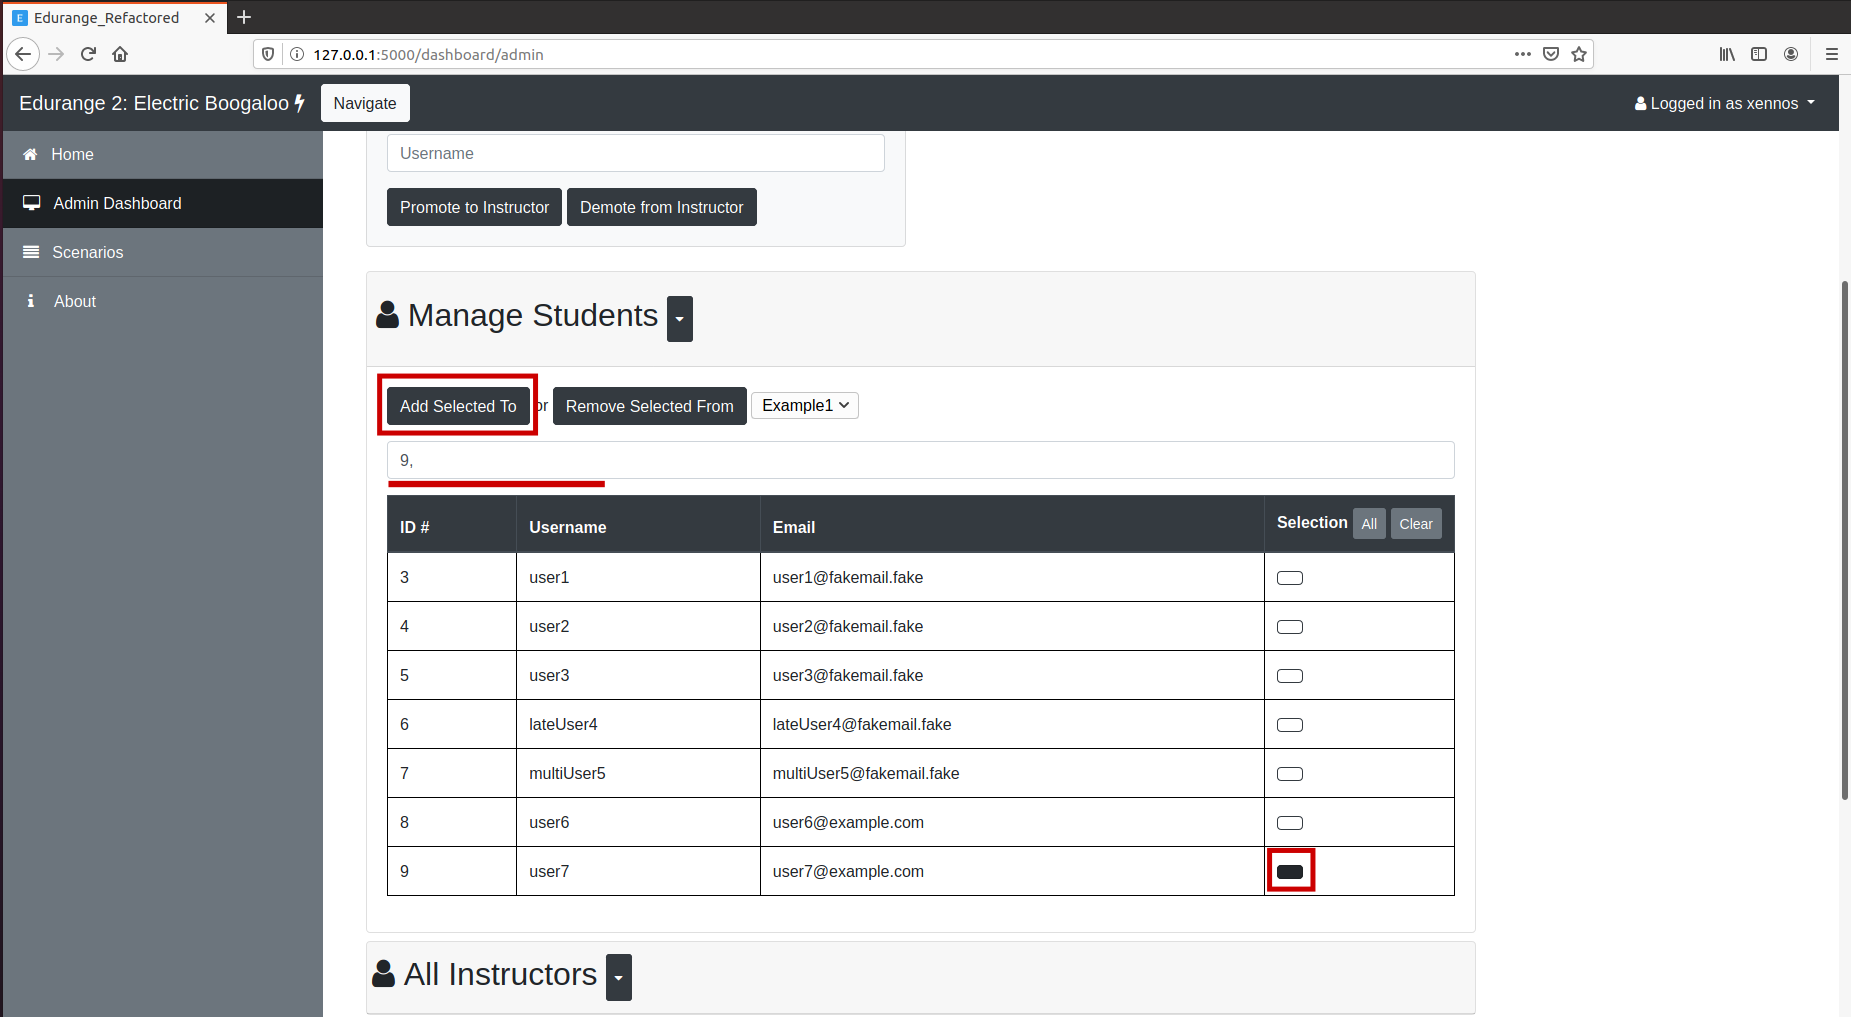 Edurange_Refactored
127.0.0.1:5000/dashboard/admin
Edurange 2: Electric Boogaloo Navigate Logged in as xennos
Home
Admin Dashboard
Scenarios
About
Username
Promote to Instructor Demote from Instructor
Manage Students
Add Selected To or Remove Selected From Example1
9,
ID # Username Email Selection All Clear
3 user1 user1@fakemail.fake
4 user2 user2@fakemail.fake
5 user3 user3@fakemail.fake
6 lateUser4 lateUser4@fakemail.fake
7 multiUser5 multiUser5@fakemail.fake
8 user6 user6@example.com
9 user7 user7@example.com
All Instructors